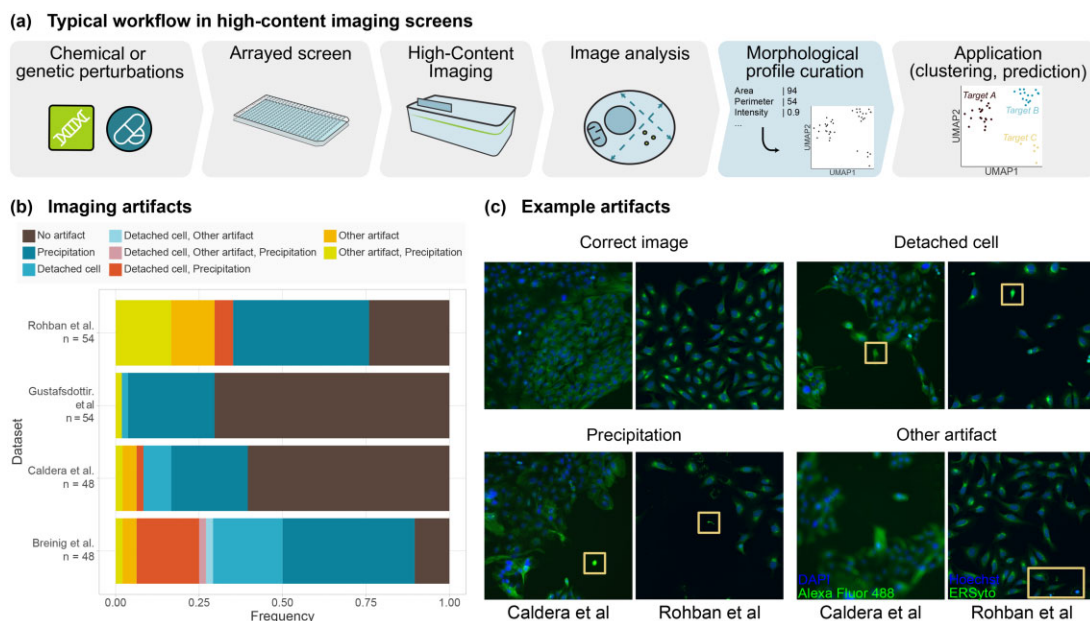 (a) Typical workflow in high-content imaging screens
Chemical or
genetic perturbations
Arrayed screen
High-Content
Imaging
Image analysis
Morphological
profile curation
Area | 94
Perimeter | 54
Intensity | 0.9
...
UMAP2
UMAP1
Application
(clustering, prediction)
Target A
Target B
Target C
UMAP2
UMAP1
(b) Imaging artifacts
No artifact
Precipitation
Detached cell
Detached cell, Other artifact
Detached cell, Other artifact, Precipitation
Detached cell, Precipitation
Other artifact
Other artifact, Precipitation
Dataset
Rohban et al.
n = 54
Gustafsdottir.
et al
n = 54
Caldera et al.
n = 48
Breinig et al.
n = 48
0.00 0.25 0.50 0.75 1.00
Frequency
(c) Example artifacts
Correct image
Detached cell
Precipitation
Other artifact
DAPI
Alexa Fluor 488
Hoechst
ERSyto
Caldera et al
Rohban et al
Caldera et al
Rohban et al